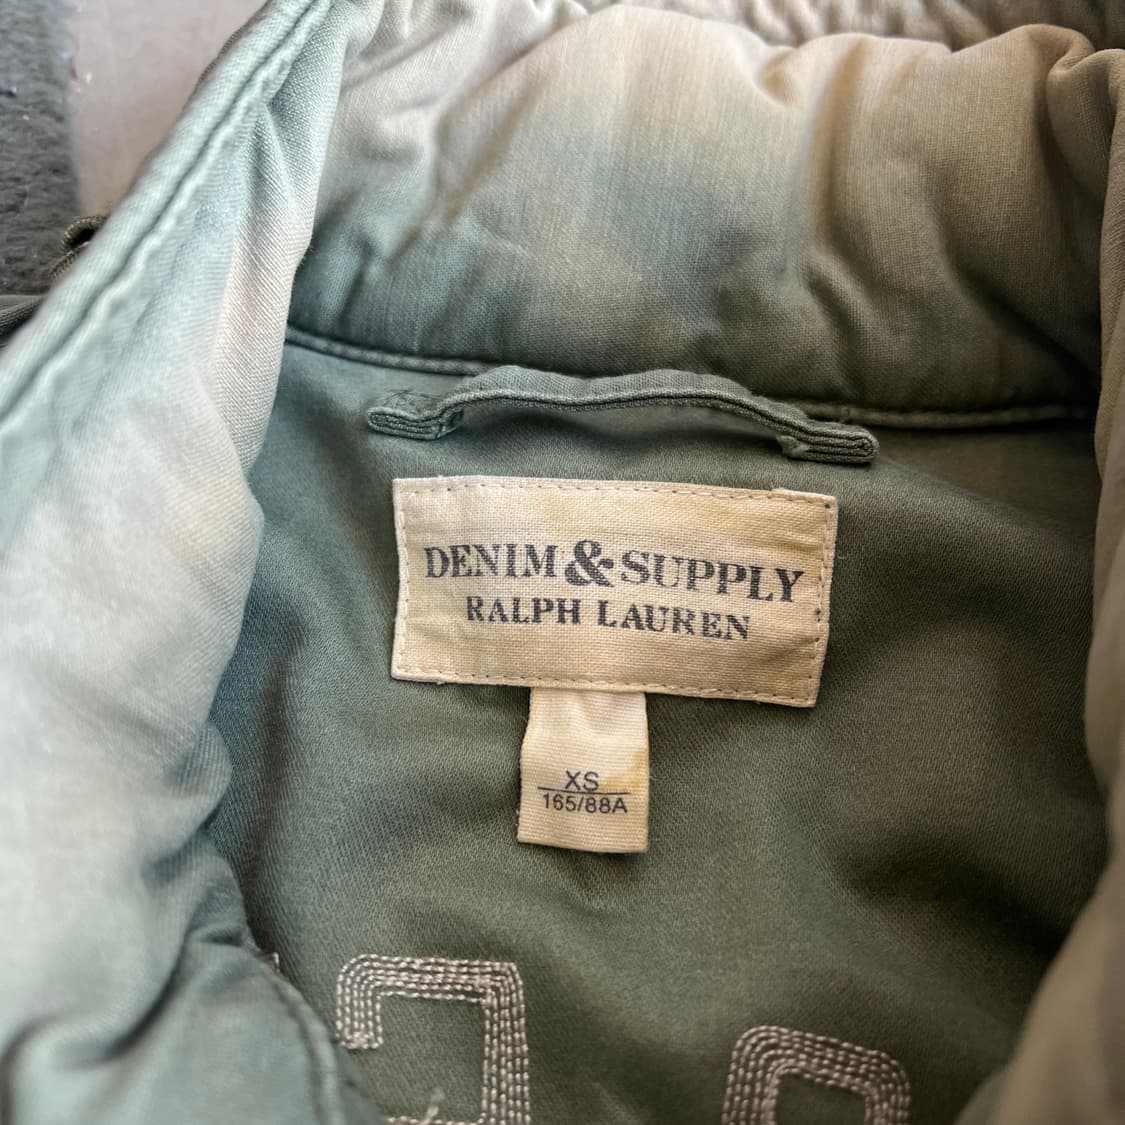 DENIM & SUPPLY
RALPH LAUREN
XS
165/88A